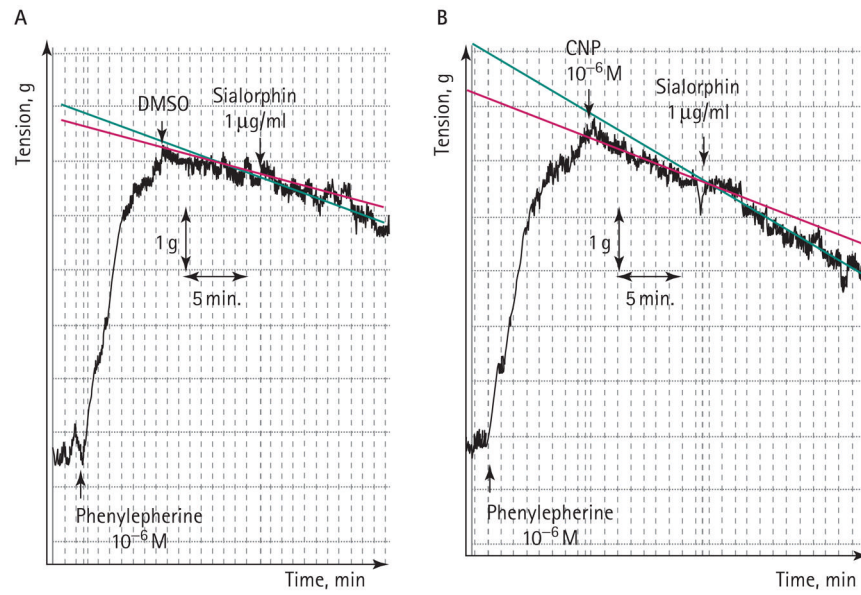 A
Tension, g
DMSO
Sialorphin
1 µg/ml
1 g
5 min.
Phenylepherine
10⁻⁶ M
Time, min
B
Tension, g
CNP
10⁻⁶ M
Sialorphin
1 µg/ml
1 g
5 min.
Phenylepherine
10⁻⁶ M
Time, min